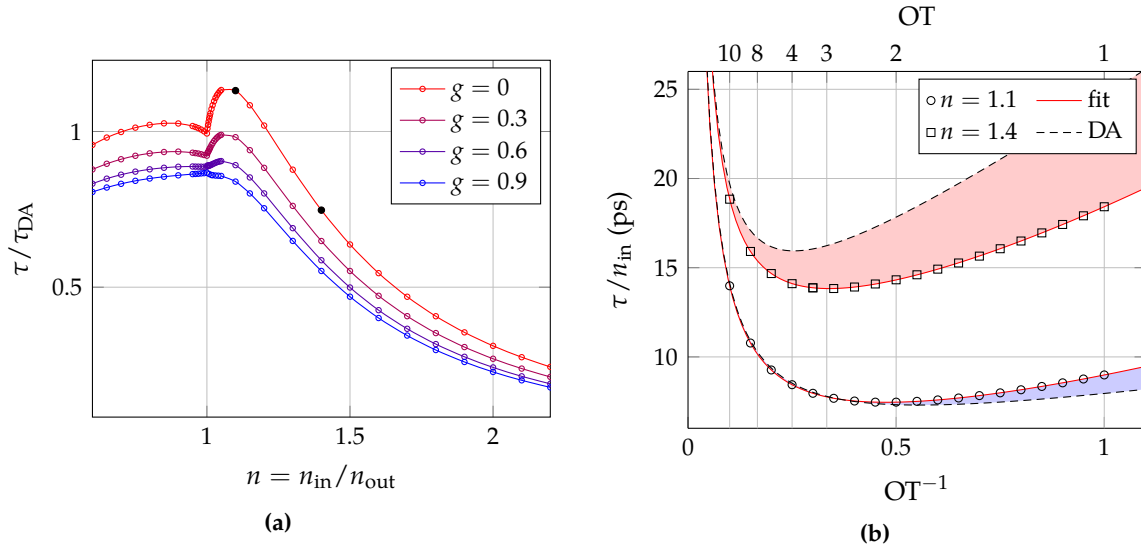 g = 0
g = 0.3
g = 0.6
g = 0.9
τ/τDA
1
0.5
1
1.5
2
n = nin/nout
(a)
OT
10 8 4 3 2 1
n = 1.1
fit
n = 1.4
DA
τ/nin (ps)
25
20
15
10
0
0.5
1
OT−1
(b)